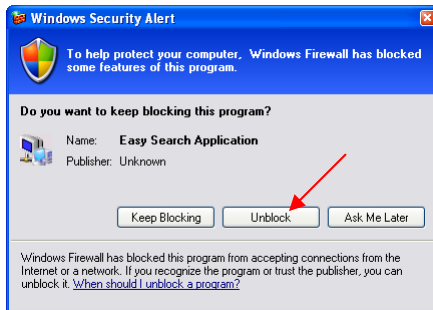 Windows Security Alert
To help protect your computer, Windows Firewall has blocked
some features of this program.
Do you want to keep blocking this program?
Name: Easy Search Application
Publisher: Unknown
Keep Blocking Unblock Ask Me Later
Windows Firewall has blocked this program from accepting connections from the
Internet or a network. If you recognize the program or trust the publisher, you can
unblock it. When should I unblock a program?